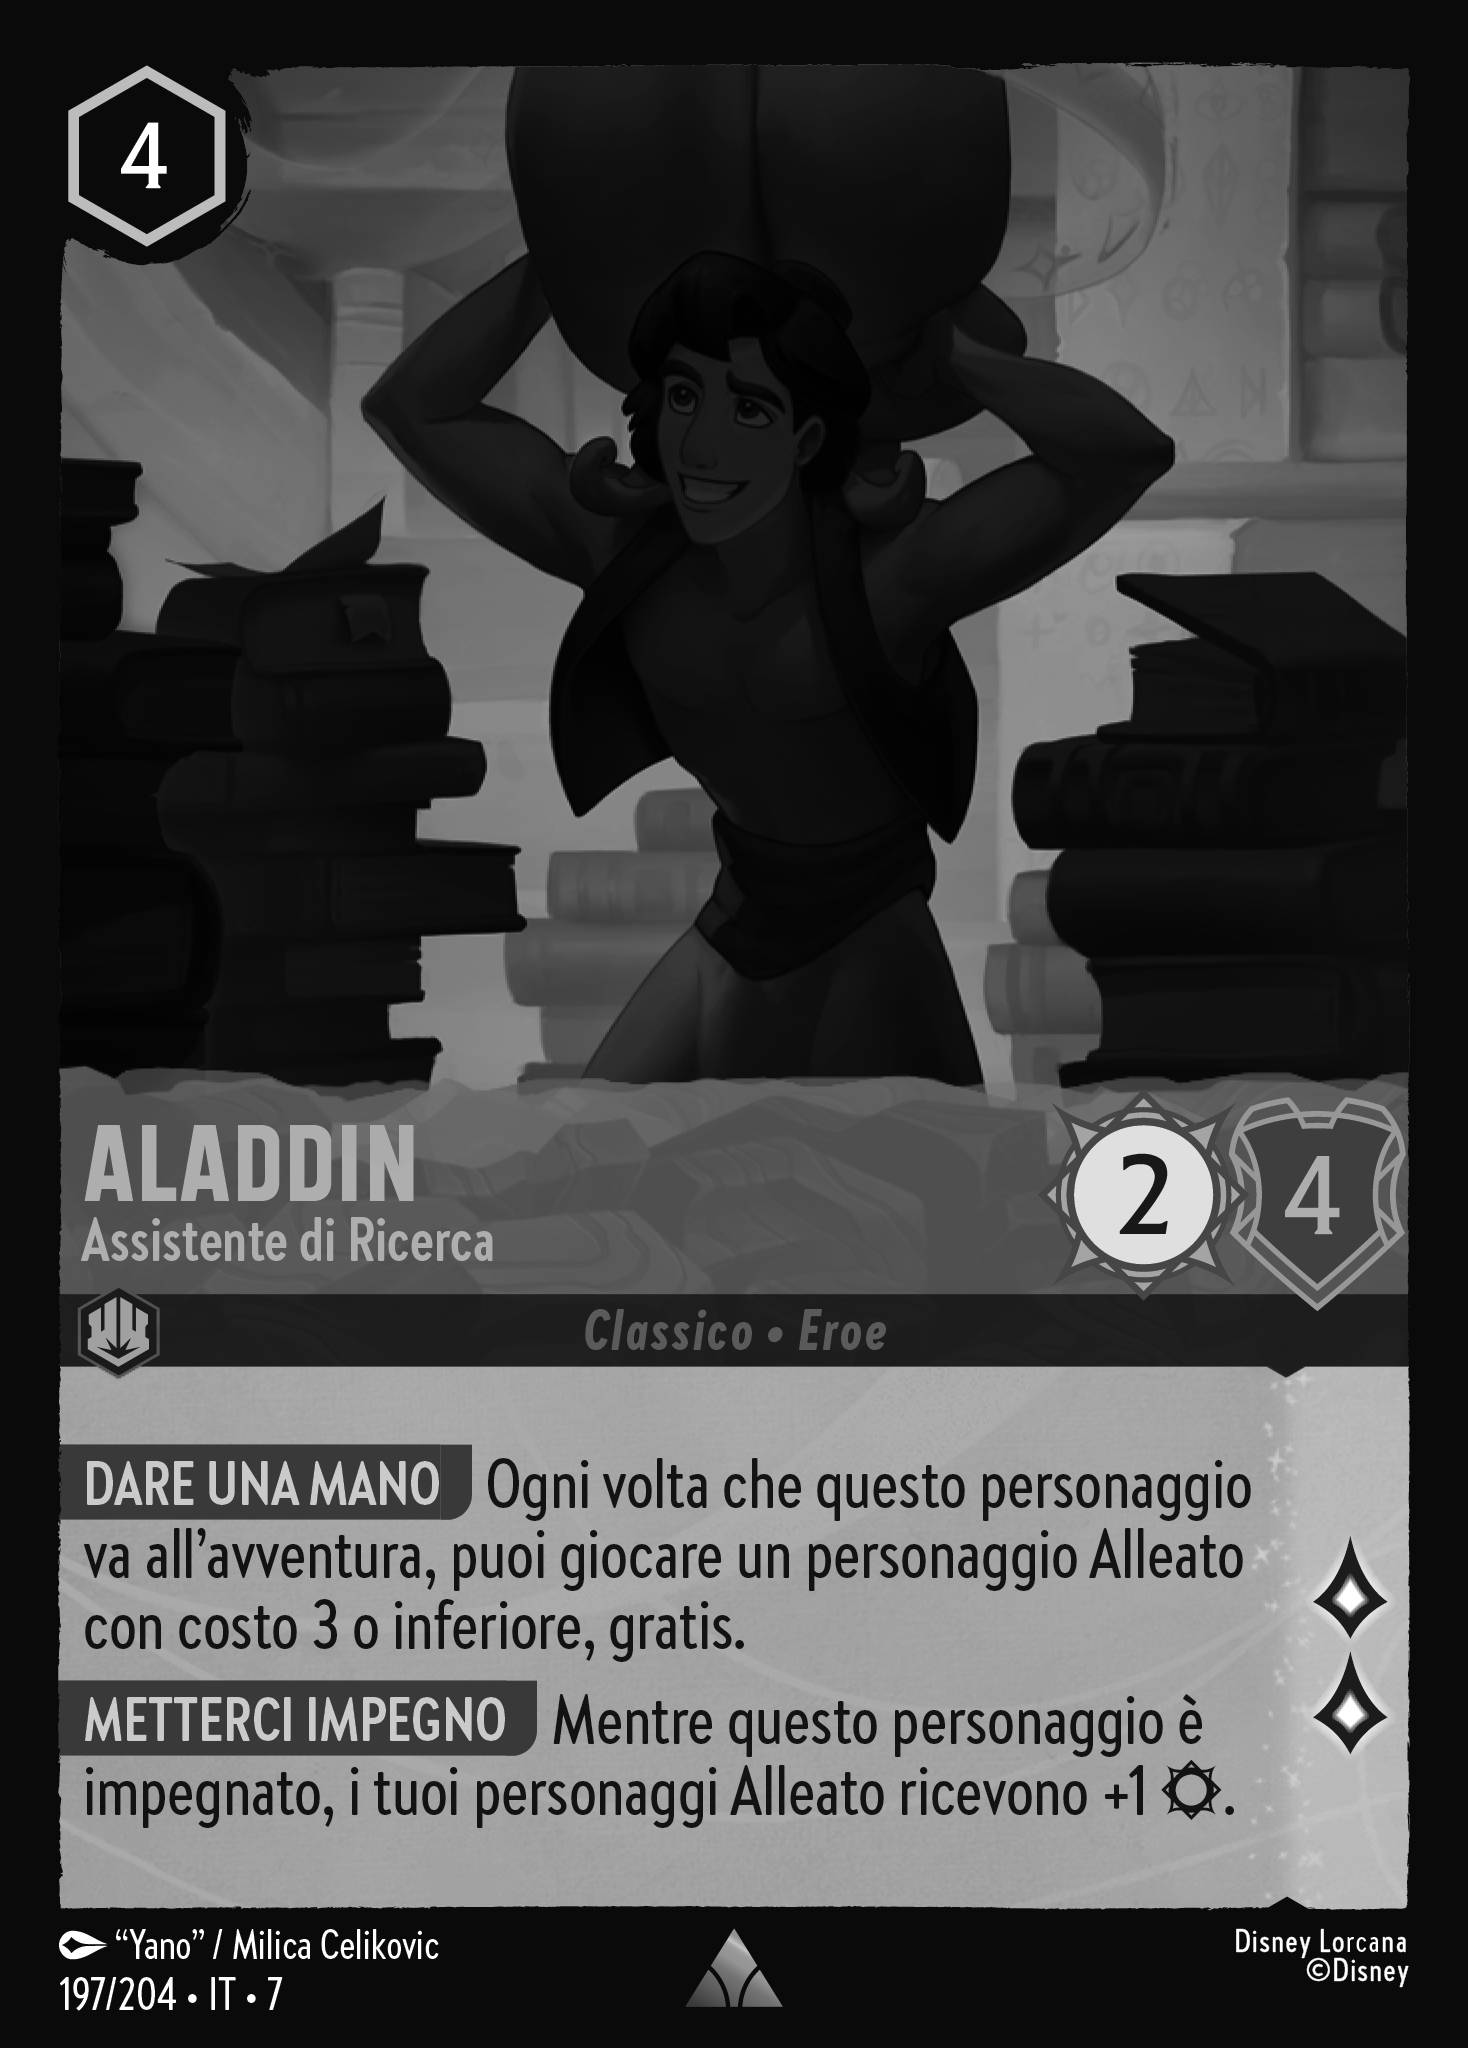 4
ALADDIN
Assistente di Ricerca
2
4
Classico • Eroe
DARE UNA MANO Ogni volta che questo personaggio
va all’avventura, puoi giocare un personaggio Alleato
con costo 3 o inferiore, gratis.
METTERCI IMPEGNO Mentre questo personaggio è
impegnato, i tuoi personaggi Alleato ricevono +1 .
“Yano” / Milica Celikovic
197/204 • IT • 7
Disney Lorcana
©Disney